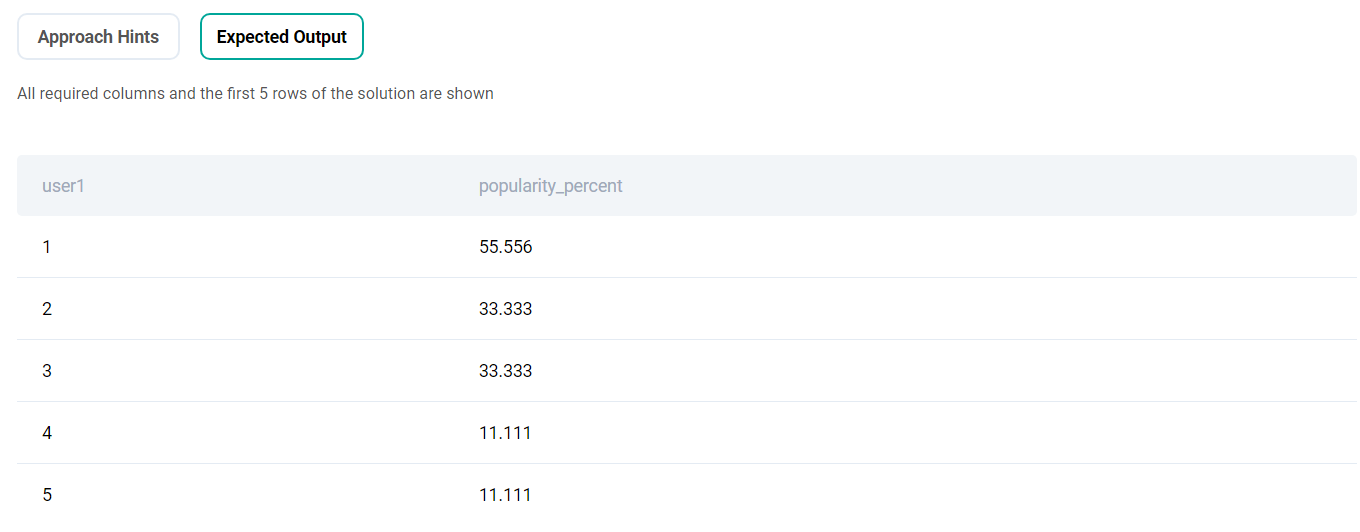 Approach Hints Expected Output
All required columns and the first 5 rows of the solution are shown
user1 popularity_percent
1 55.556
2 33.333
3 33.333
4 11.111
5 11.111